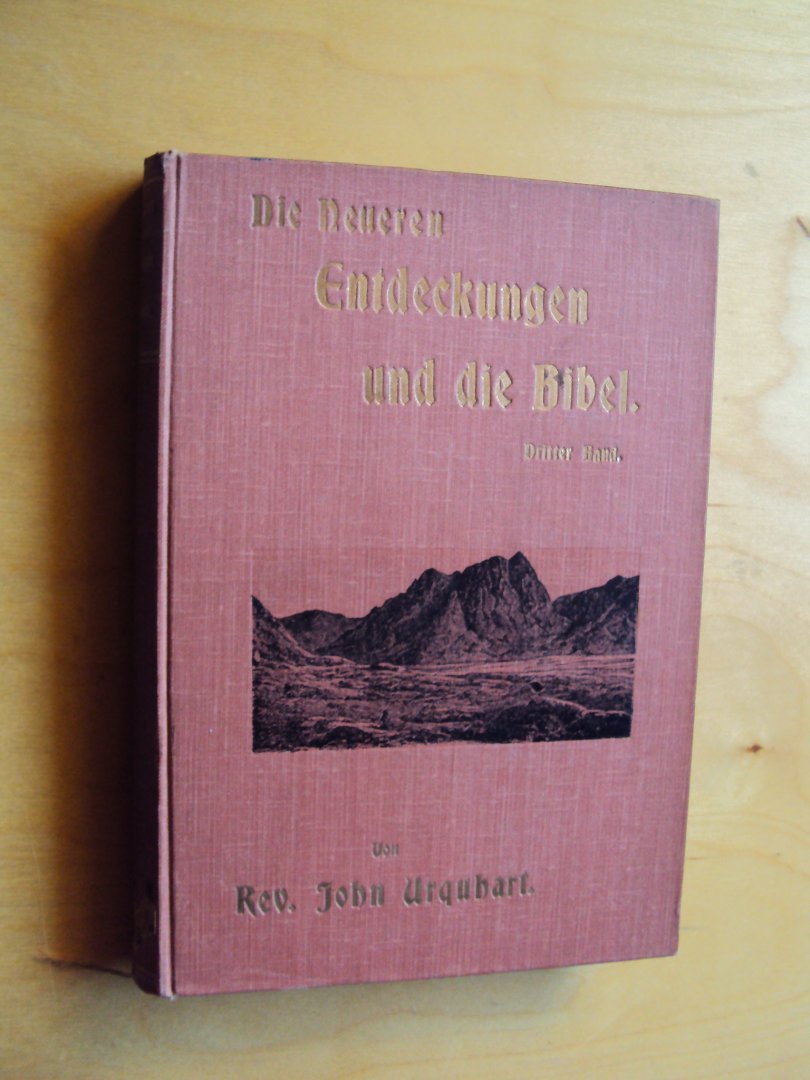 Die Neueren
Entdeckungen
und die Bibel.
Dritter Band.
Von
Rev. John Urquhart.